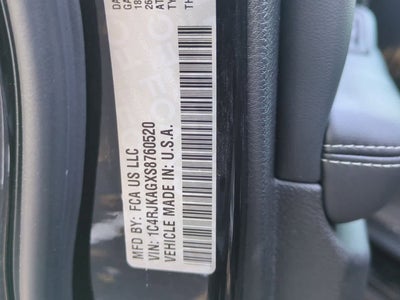 MFD BY: FCA US LLC
VIN: 1C4RJKAGXS8760520
VEHICLE MADE IN: U.S.A.